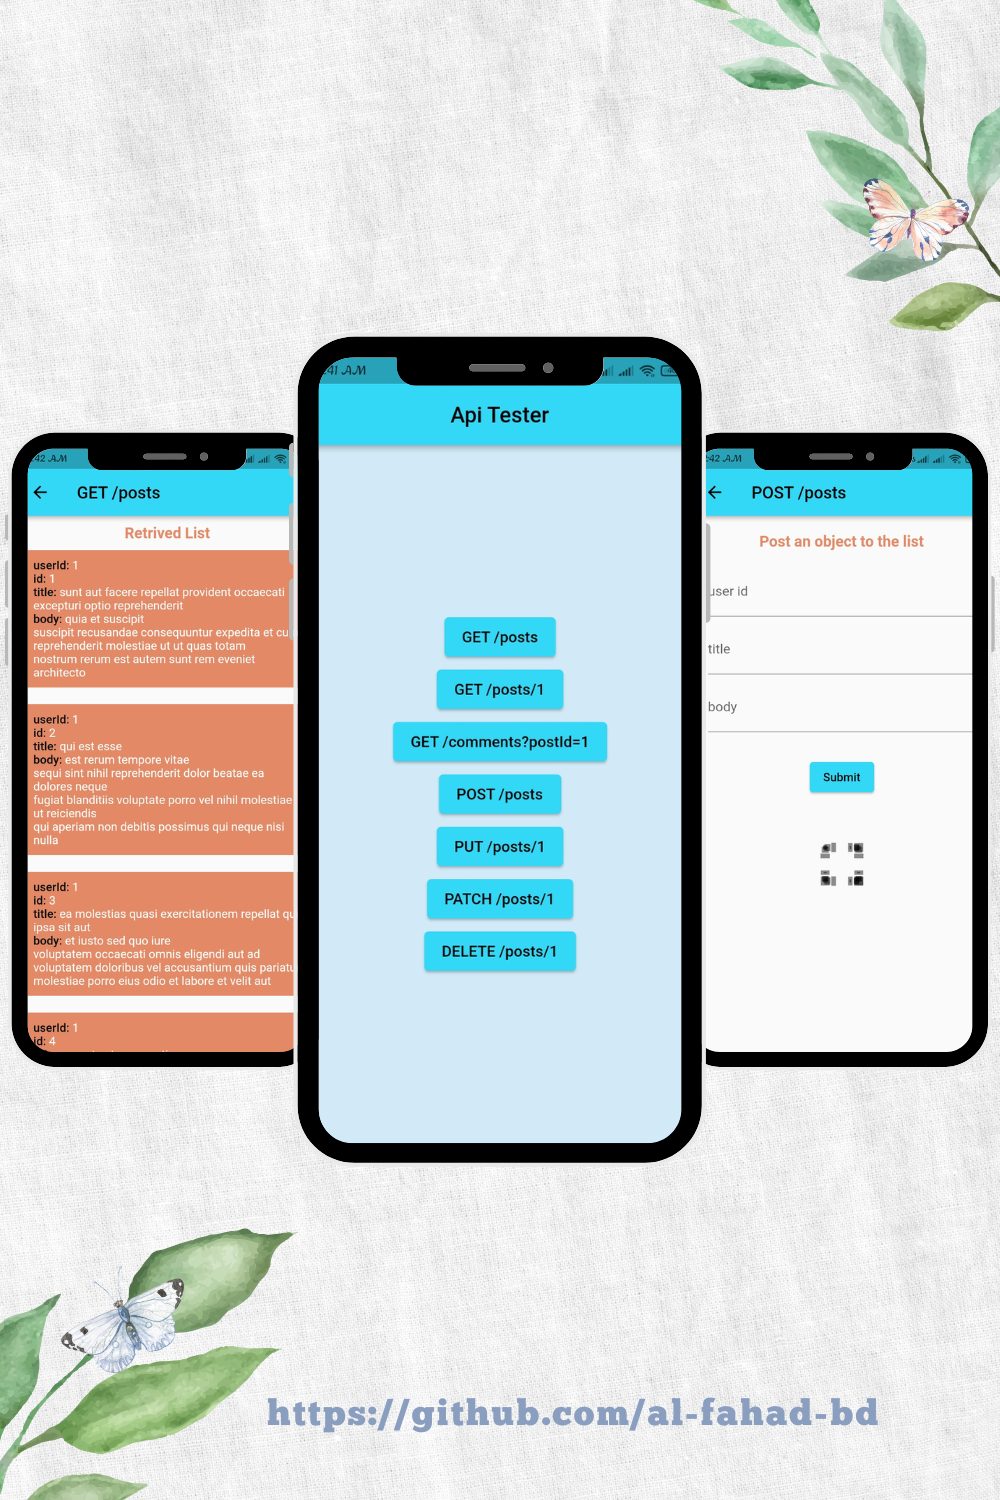 :41 AM
Api Tester
GET /posts
GET /posts/1
GET /comments?postId=1
POST /posts
PUT /posts/1
PATCH /posts/1
DELETE /posts/1
:42 AM
GET /posts
Retrived List
userId: 1
id: 1
title: sunt aut facere repellat provident occaecati
excepturi optio reprehenderit
body: quia et suscipit
suscipit recusandae consequuntur expedita et cu
reprehenderit molestiae ut ut quas totam
nostrum rerum est autem sunt rem eveniet
architecto
userId: 1
id: 2
title: qui est esse
body: est rerum tempore vitae
sequi sint nihil reprehenderit dolor beatae ea
dolores neque
fugiat blanditiis voluptate porro vel nihil molestiae
ut reiciendis
qui aperiam non debitis possimus qui neque nisi
nulla
userId: 1
id: 3
title: ea molestias quasi exercitationem repellat qu
ipsa sit aut
body: et iusto sed quo iure
voluptatem occaecati omnis eligendi aut ad
voluptatem doloribus vel accusantium quis pariatu
molestiae porro eius odio et labore et velit aut
userId: 1
id: 4
:42 AM
POST /posts
Post an object to the list
user id
title
body
Submit
https://github.com/al-fahad-bd